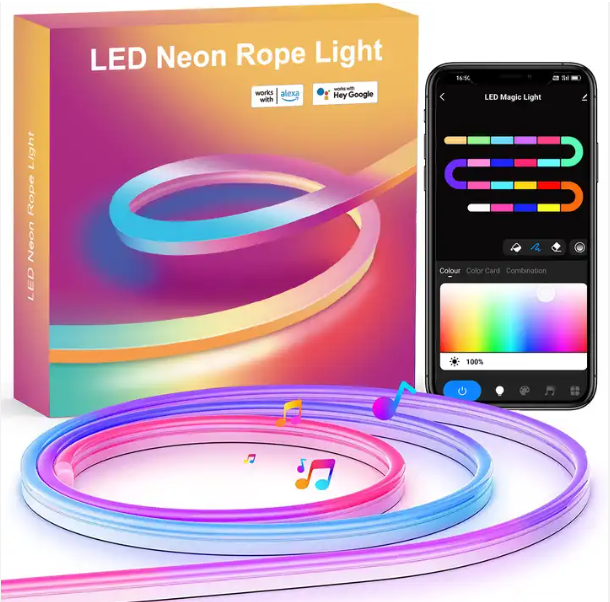 LED Neon Rope Light
works with alexa
works with Hey Google
LED Neon Rope Light
16:50
LED Magic Light
Colour Color Card Combination
100%